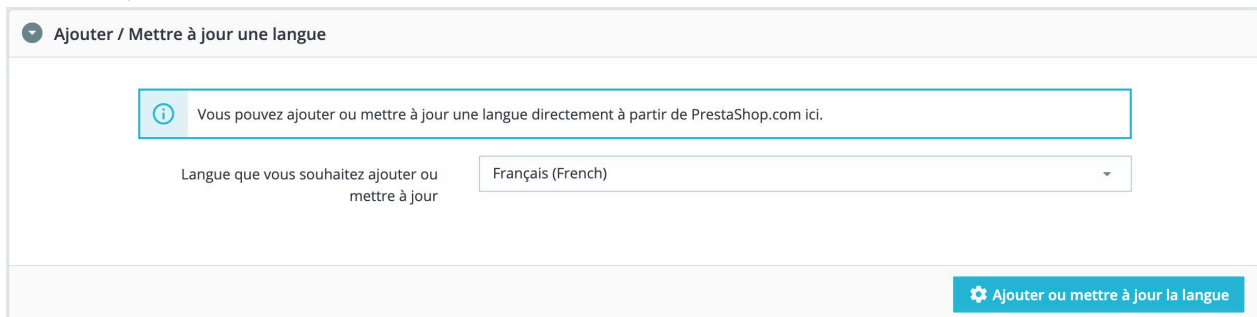 Ajouter / Mettre à jour une langue
Vous pouvez ajouter ou mettre à jour une langue directement à partir de PrestaShop.com ici.
Langue que vous souhaitez ajouter ou
mettre à jour
Français (French)
Ajouter ou mettre à jour la langue